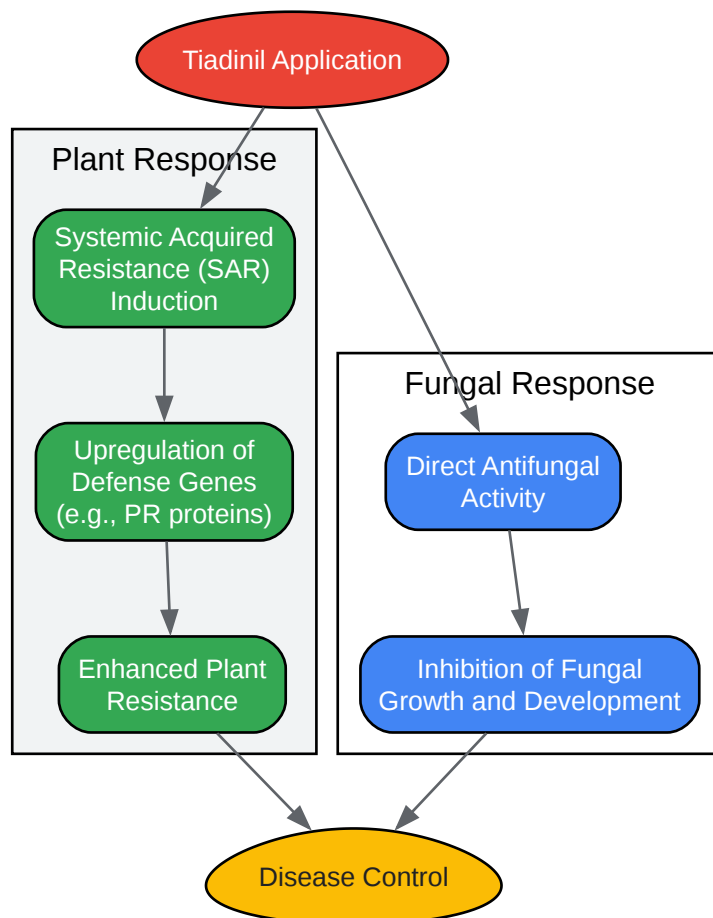 Tiadinil Application
Plant Response
Systemic Acquired
Resistance (SAR)
Induction
Upregulation of
Defense Genes
(e.g., PR proteins)
Enhanced Plant
Resistance
Fungal Response
Direct Antifungal
Activity
Inhibition of Fungal
Growth and Development
Disease Control